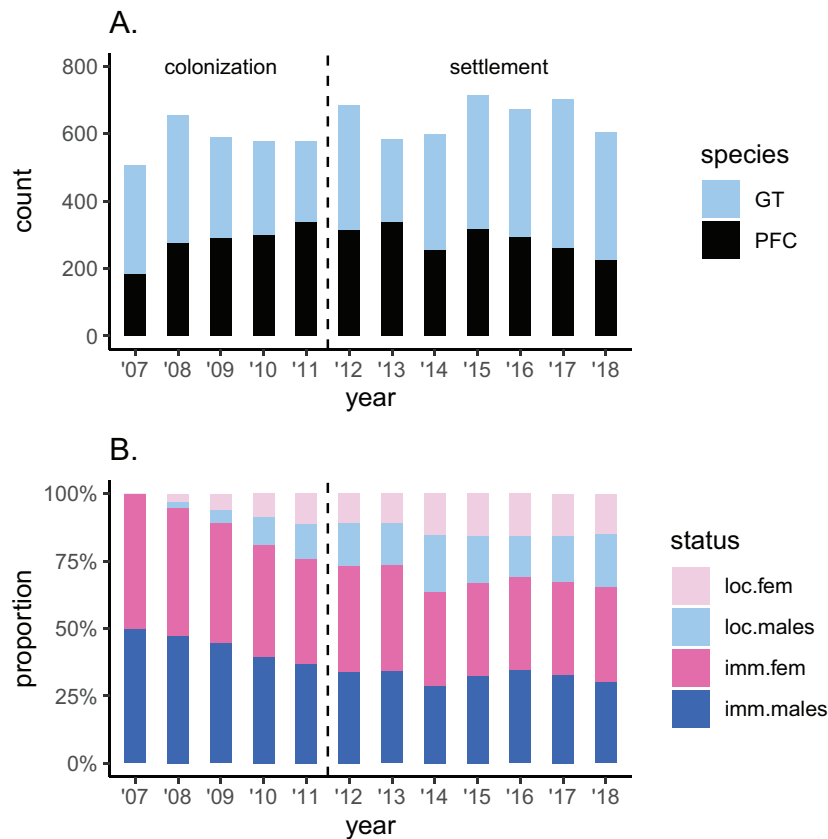 A.
colonization settlement
800
600
400
200
0
count
'07 '08 '09 '10 '11 '12 '13 '14 '15 '16 '17 '18
year
species
GT
PFC
B.
100%
75%
50%
25%
0%
proportion
'07 '08 '09 '10 '11 '12 '13 '14 '15 '16 '17 '18
year
status
loc.fem
loc.males
imm.fem
imm.males